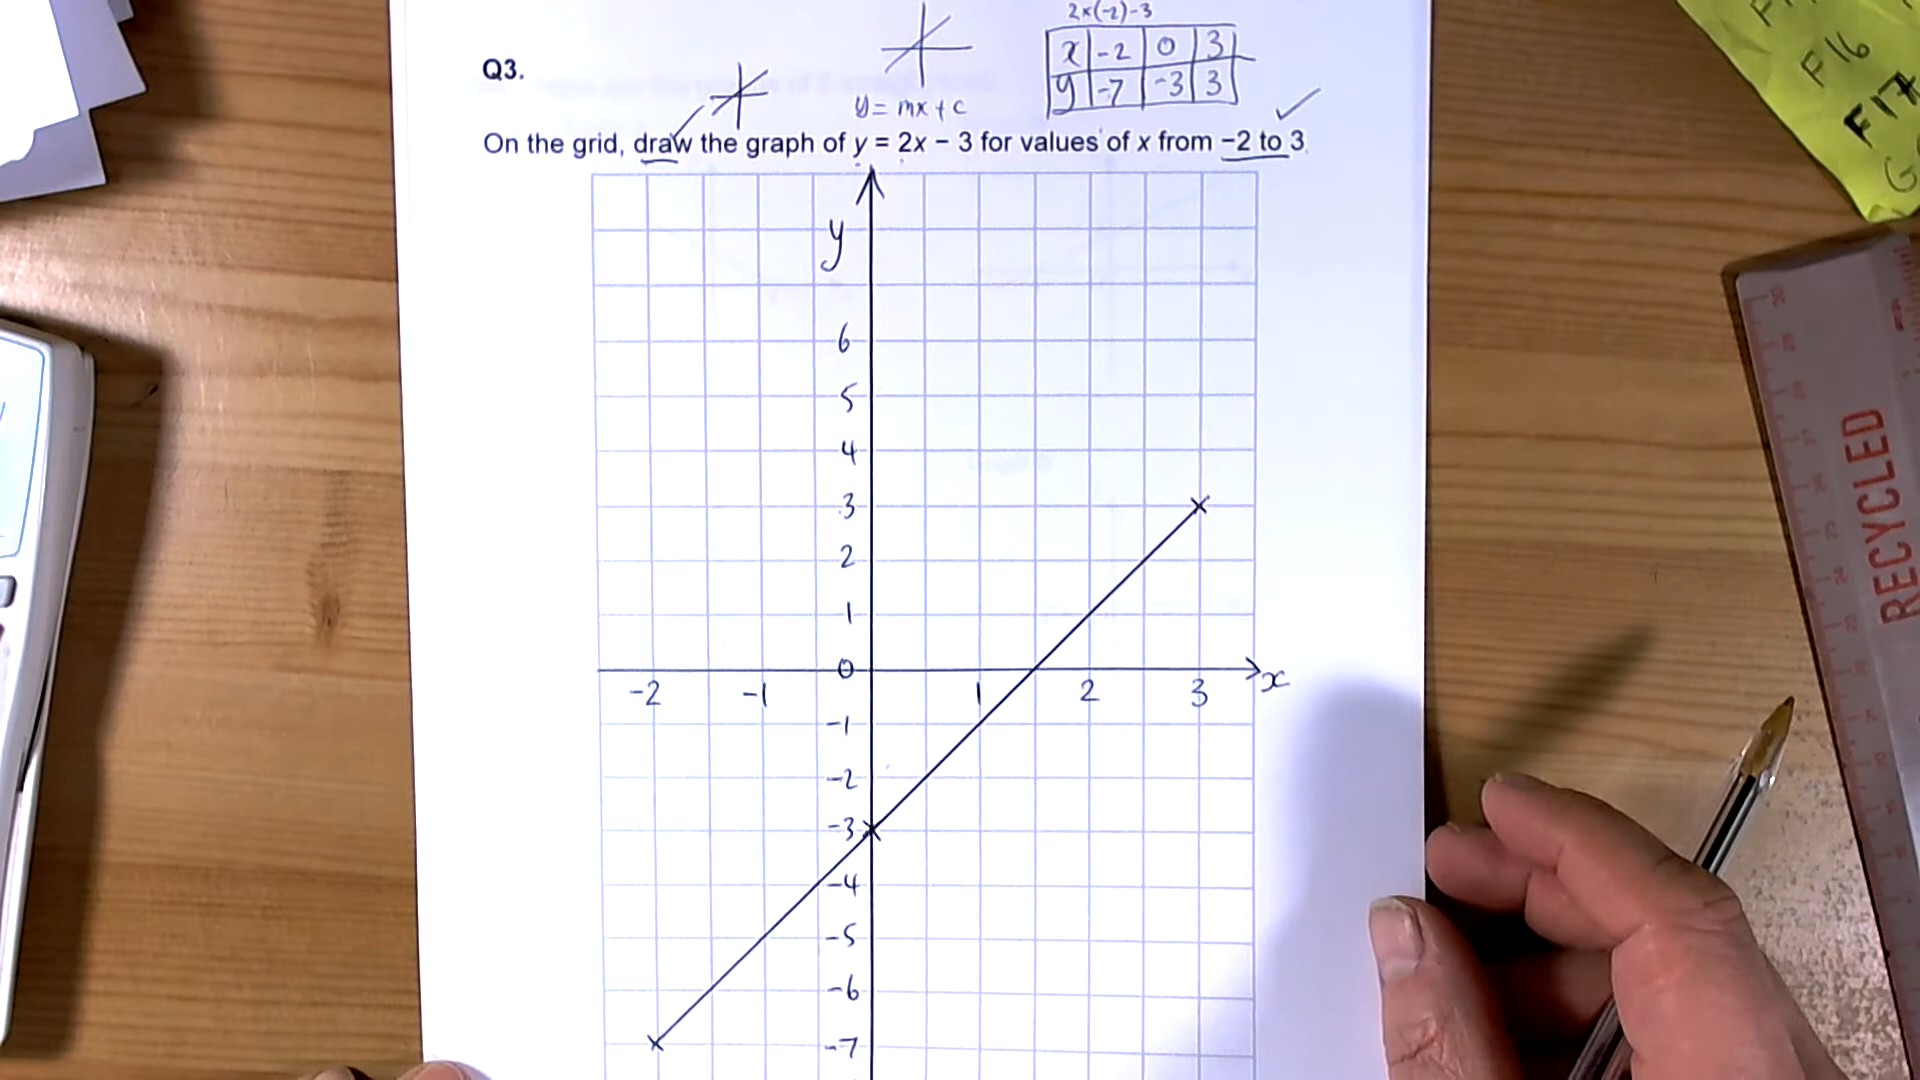 2×(-2)-3
x -2 0 3
y -7 -3 3
Q3.
y = mx + c
On the grid, draw the graph of y = 2x − 3 for values of x from −2 to 3
y
6
5
4
3
2
1
0
-2 -1 1 2 3 x
-1
-2
-3
-4
-5
-6
-7
F16
F17
RECYCLED